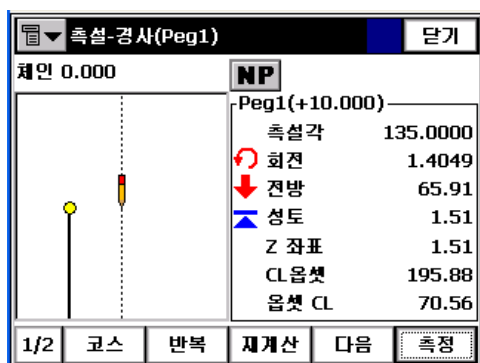 측설-경사(Peg1) 닫기
체인 0.000 NP
Peg1(+10.000)
측설각 135.0000
회전 1.4049
전방 65.91
성토 1.51
Z 좌표 1.51
CL옵셋 195.88
옵셋 CL 70.56
1/2 코스 반복 재계산 다음 측정